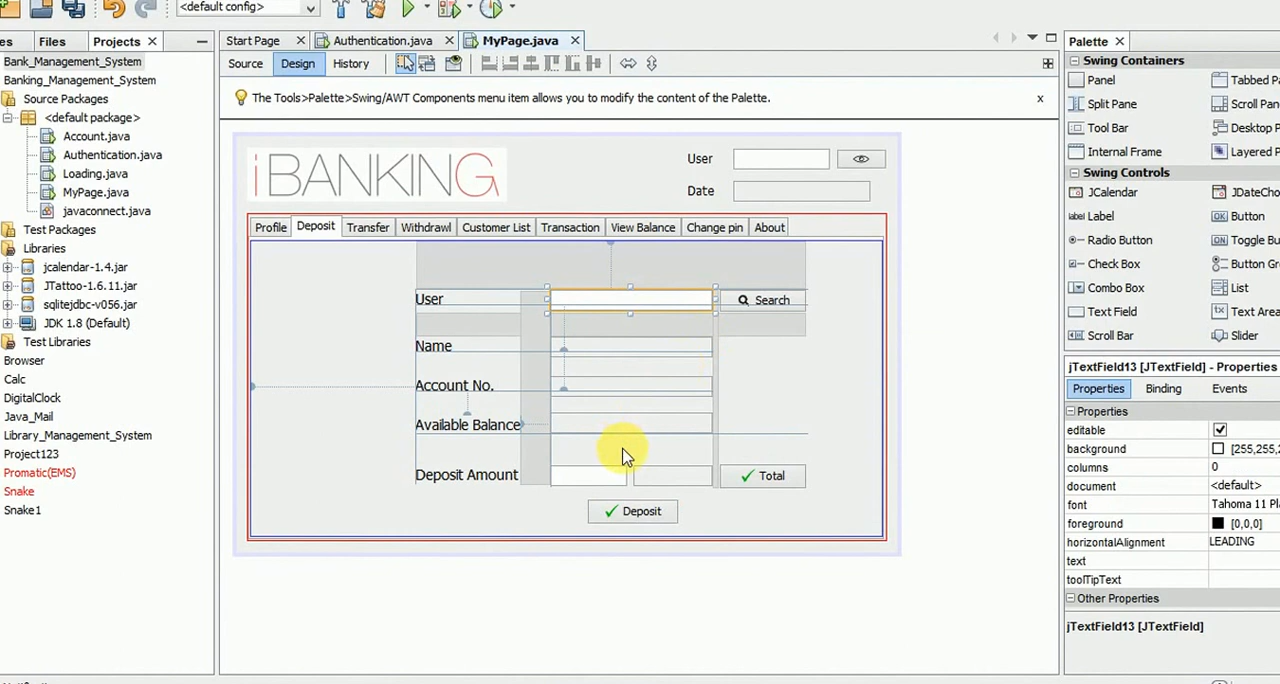 <default config>
es Files Projects
Bank_Management_System
Banking_Management_System
Source Packages
<default package>
Account.java
Authentication.java
Loading.java
MyPage.java
javaconnect.java
Test Packages
Libraries
jcalendar-1.4.jar
JTattoo-1.6.11.jar
sqlitejdbc-v056.jar
JDK 1.8 (Default)
Test Libraries
Browser
Calc
DigitalClock
Java_Mail
Library_Management_System
Project123
Promatic(EMS)
Snake
Snake1
Start Page Authentication.java MyPage.java
Source Design History
The Tools>Palette>Swing/AWT Components menu item allows you to modify the content of the Palette. x
iBANKING
User
Date
Profile Deposit Transfer Withdrawl Customer List Transaction View Balance Change pin About
User Search
Name
Account No.
Available Balance
Deposit Amount Total
Deposit
Palette
Swing Containers
Panel Tabbed P
Split Pane Scroll Pan
Tool Bar Desktop P
Internal Frame Layered P
Swing Controls
JCalendar JDateCho
label Label OK Button
Radio Button ON Toggle Bu
Check Box Button Gro
Combo Box List
Text Field Text Area
Scroll Bar Slider
jTextField13 [JTextField] - Properties
Properties Binding Events
Properties
editable
background [255,255,2
columns 0
document <default>
font Tahoma 11 Pla
foreground [0,0,0]
horizontalAlignment LEADING
text
toolTipText
Other Properties
jTextField13 [JTextField]